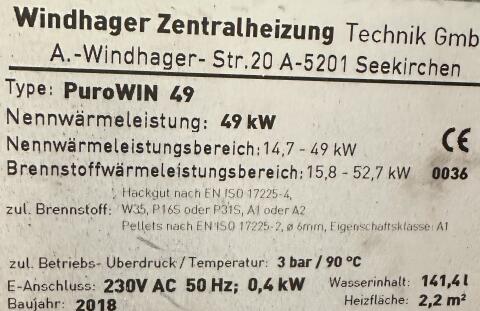 Windhager Zentralheizung Technik Gmb
A.-Windhager- Str.20 A-5201 Seekirchen
Type: PuroWIN 49
Nennwärmeleistung: 49 kW
Nennwärmeleistungsbereich: 14,7 - 49 kW
Brennstoffwärmeleistungsbereich: 15,8 - 52,7 kW
CE
0036
Hackgut nach EN ISO 17225-4,
zul. Brennstoff: W35, P16S oder P31S, A1 oder A2
Pellets nach EN ISO 17225-2, ø 6mm, Eigenschaftsklasse: A1
zul. Betriebs- Überdruck / Temperatur: 3 bar / 90 °C
E-Anschluss: 230V AC 50 Hz; 0,4 kW Wasserinhalt: 141,4 l
Baujahr: 2018 Heizfläche: 2,2 m²